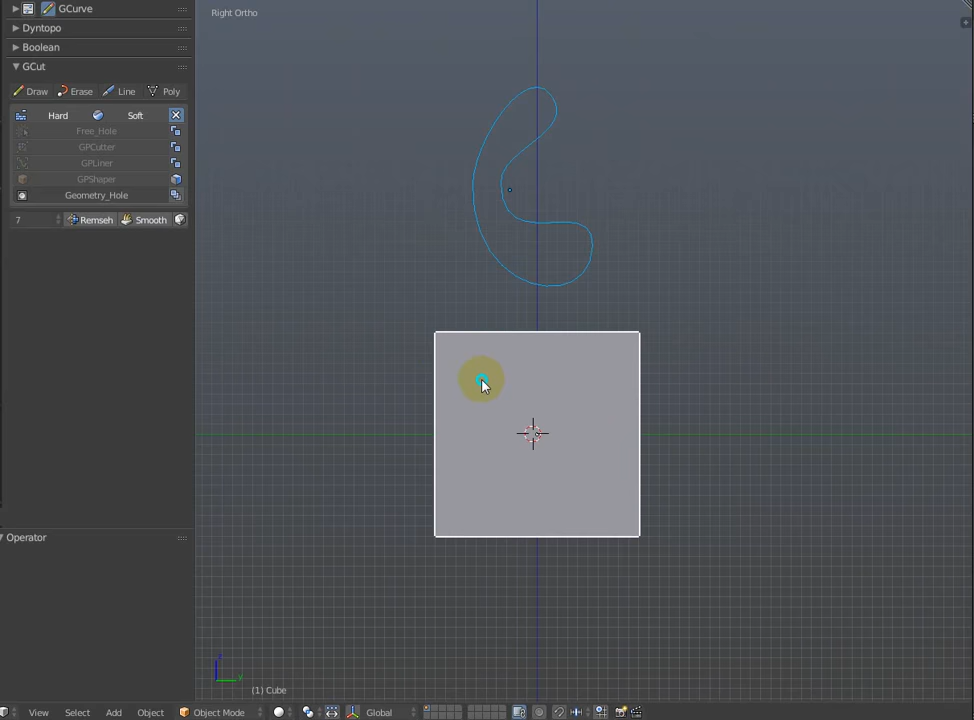 GCurve
Right Ortho
Dyntopo
Boolean
GCut
Draw Erase Line Poly
Hard Soft
Free_Hole
GPCutter
GPLiner
GPShaper
Geometry_Hole
7 Remseh Smooth
Operator
z
y
(1) Cube
View Select Add Object Object Mode Global